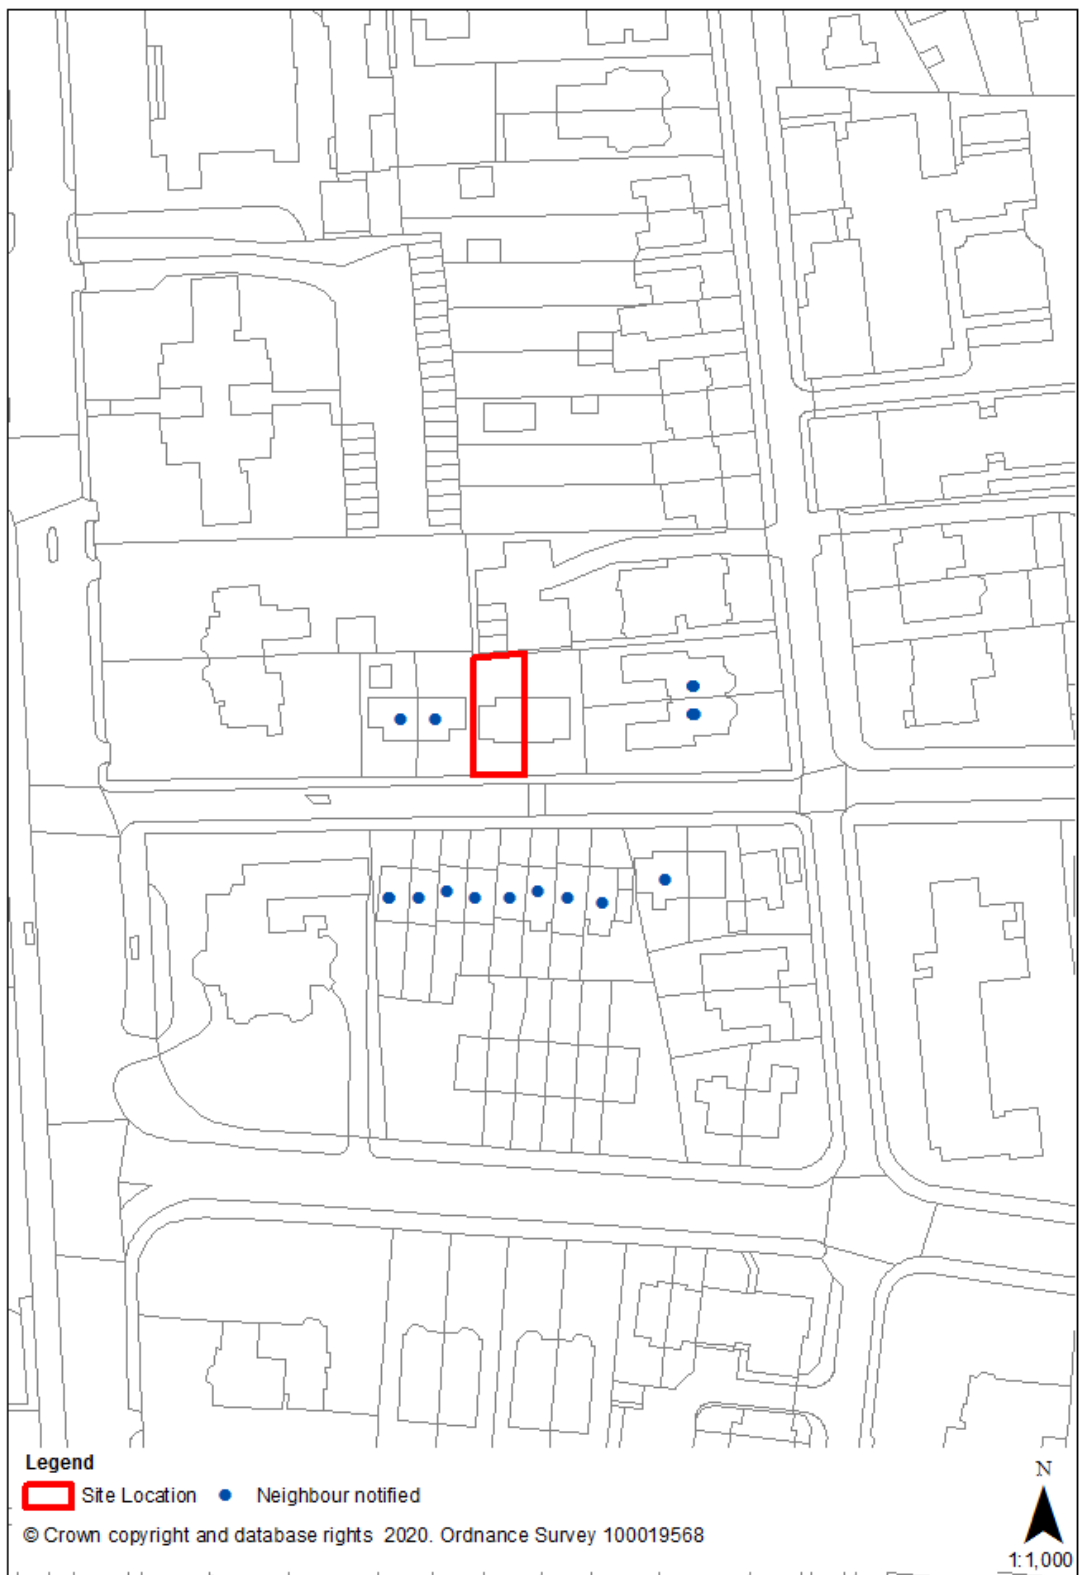 Legend
Site Location Neighbour notified
© Crown copyright and database rights 2020. Ordnance Survey 100019568
N
1:1,000